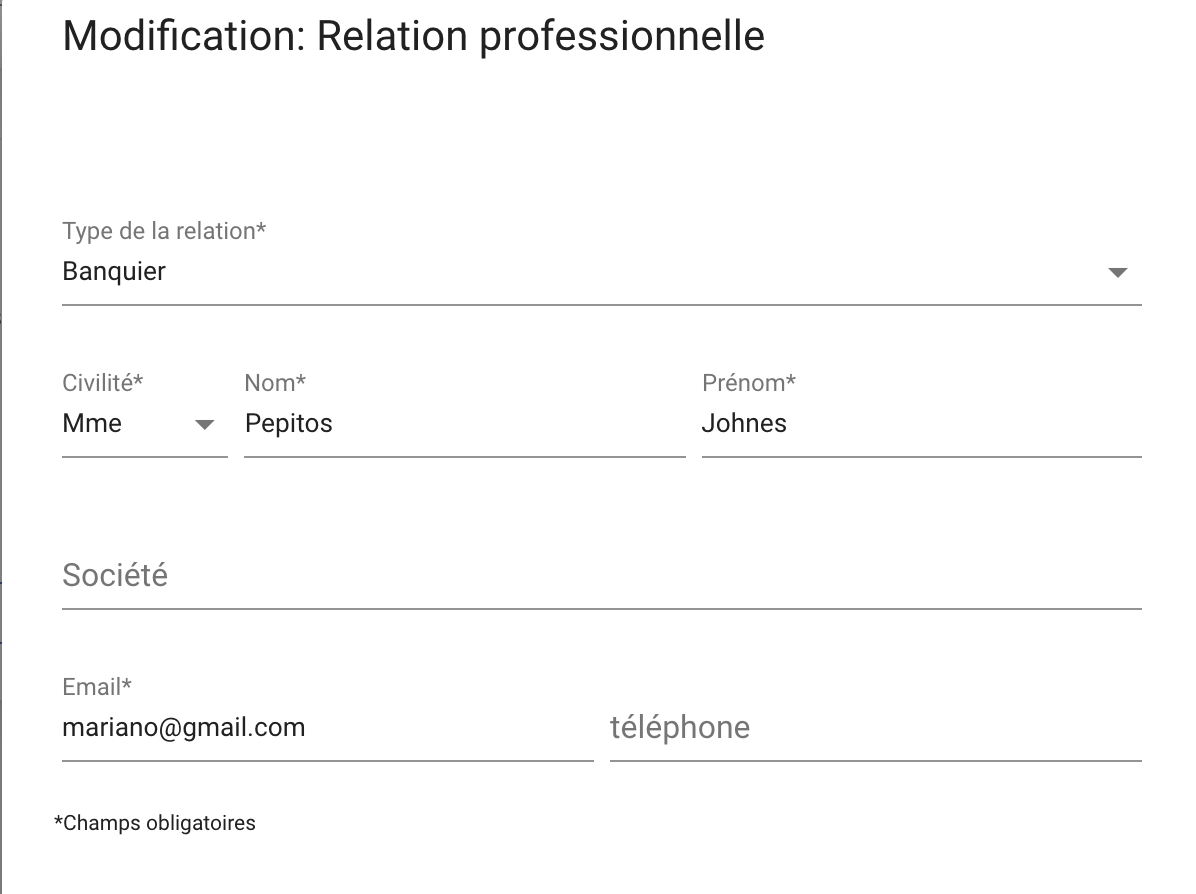 Modification: Relation professionnelle
Type de la relation*
Banquier
Civilité* Nom* Prénom*
Mme Pepitos Johnes
Société
Email*
mariano@gmail.com téléphone
*Champs obligatoires